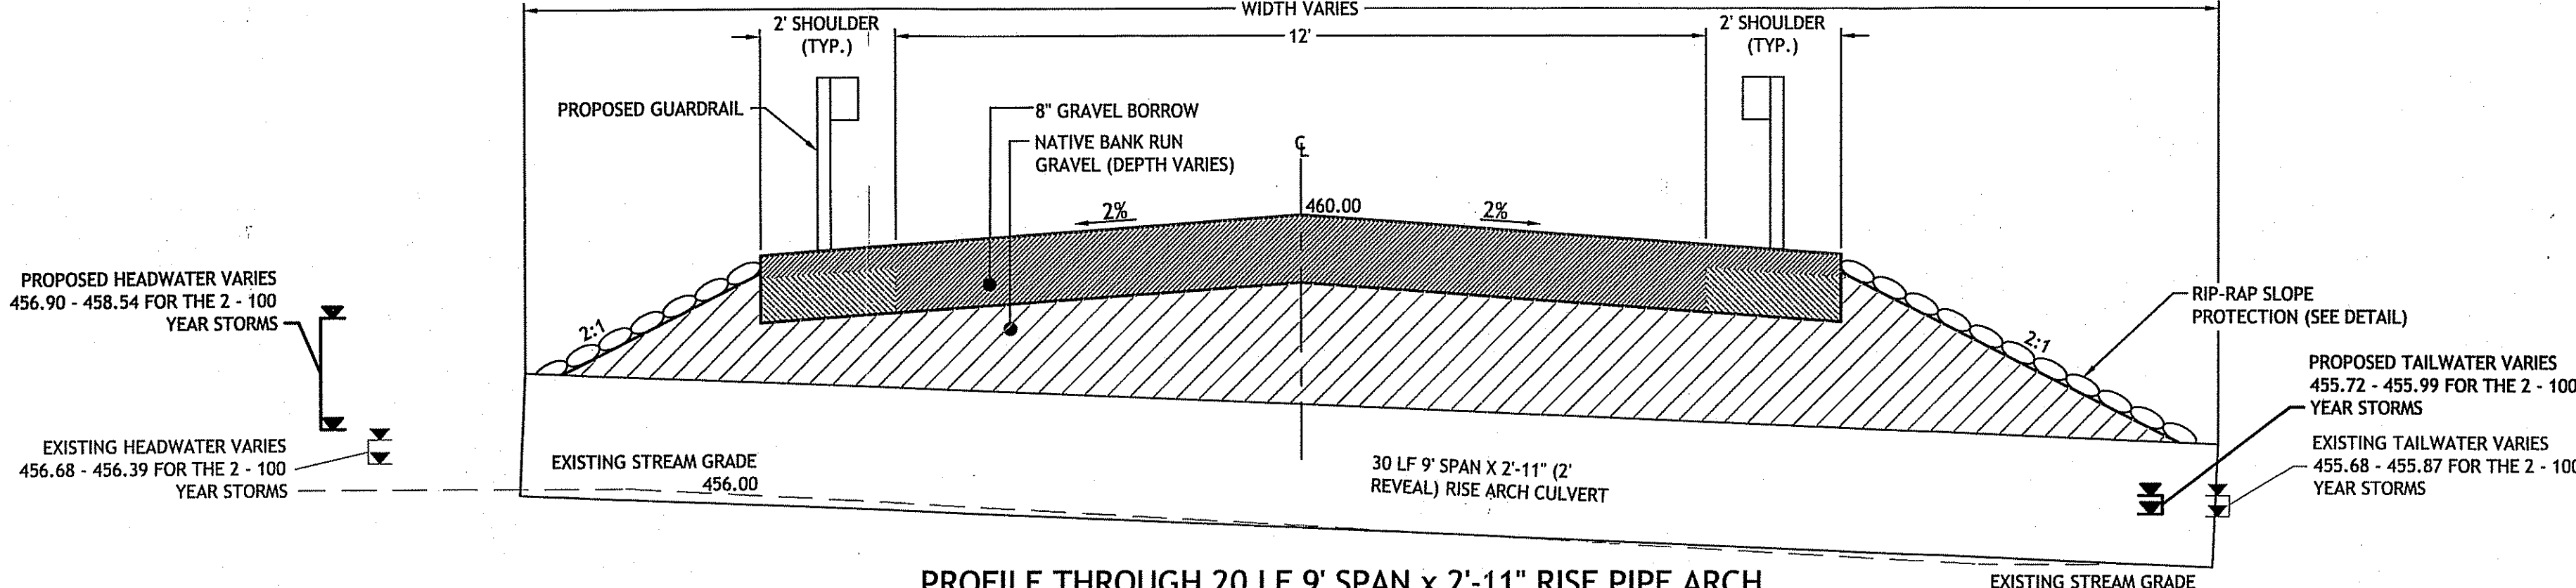 WIDTH VARIES
2' SHOULDER
(TYP.)
12'
2' SHOULDER
(TYP.)
PROPOSED GUARDRAIL
8" GRAVEL BORROW
NATIVE BANK RUN
GRAVEL (DEPTH VARIES)
℄
460.00
2%
2%
PROPOSED HEADWATER VARIES
456.90 - 458.54 FOR THE 2 - 100
YEAR STORMS
2:1
2:1
RIP-RAP SLOPE
PROTECTION (SEE DETAIL)
PROPOSED TAILWATER VARIES
455.72 - 455.99 FOR THE 2 - 100
YEAR STORMS
EXISTING HEADWATER VARIES
456.68 - 456.39 FOR THE 2 - 100
YEAR STORMS
EXISTING STREAM GRADE
456.00
30 LF 9' SPAN X 2'-11" (2'
REVEAL) RISE ARCH CULVERT
EXISTING TAILWATER VARIES
455.68 - 455.87 FOR THE 2 - 100
YEAR STORMS
PROFILE THROUGH 20 LF 9' SPAN x 2'-11" RISE PIPE ARCH
EXISTING STREAM GRADE